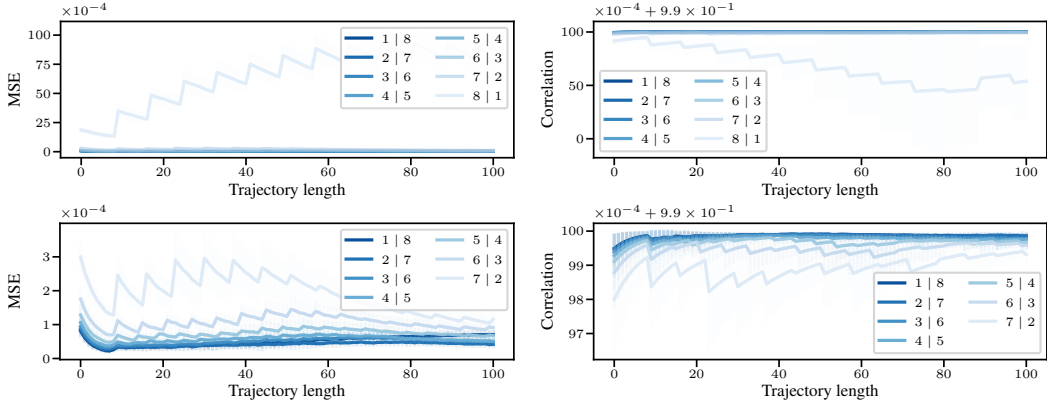 ×10⁻⁴
MSE
100
75
50
25
0
1 | 8
2 | 7
3 | 6
4 | 5
5 | 4
6 | 3
7 | 2
8 | 1
0 20 40 60 80 100
Trajectory length
×10⁻⁴ + 9.9 × 10⁻¹
Correlation
100
50
0
1 | 8
2 | 7
3 | 6
4 | 5
5 | 4
6 | 3
7 | 2
8 | 1
0 20 40 60 80 100
Trajectory length
×10⁻⁴
MSE
3
2
1
0
1 | 8
2 | 7
3 | 6
4 | 5
5 | 4
6 | 3
7 | 2
0 20 40 60 80 100
Trajectory length
×10⁻⁴ + 9.9 × 10⁻¹
Correlation
100
99
98
97
1 | 8
2 | 7
3 | 6
4 | 5
5 | 4
6 | 3
7 | 2
0 20 40 60 80 100
Trajectory length